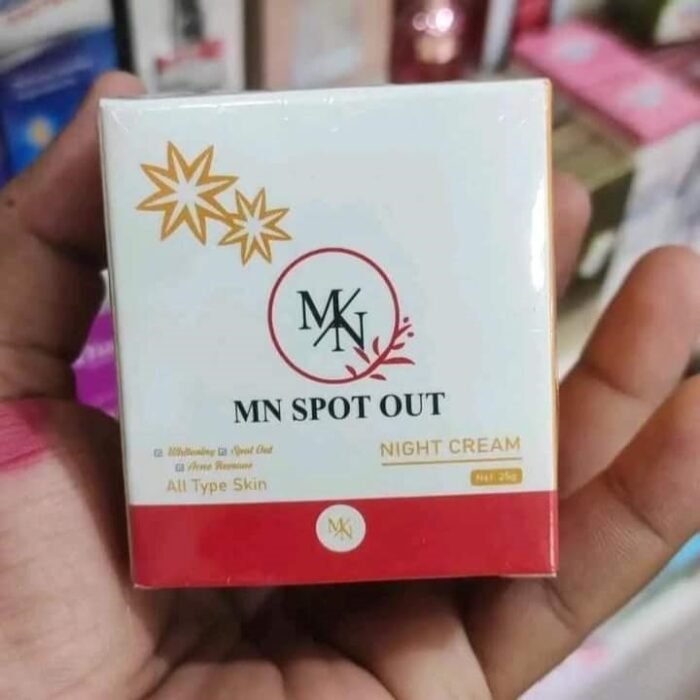 MN
MN SPOT OUT
Whitening Spot Out
Acne Remove
All Type Skin
NIGHT CREAM
Net 25g
MN